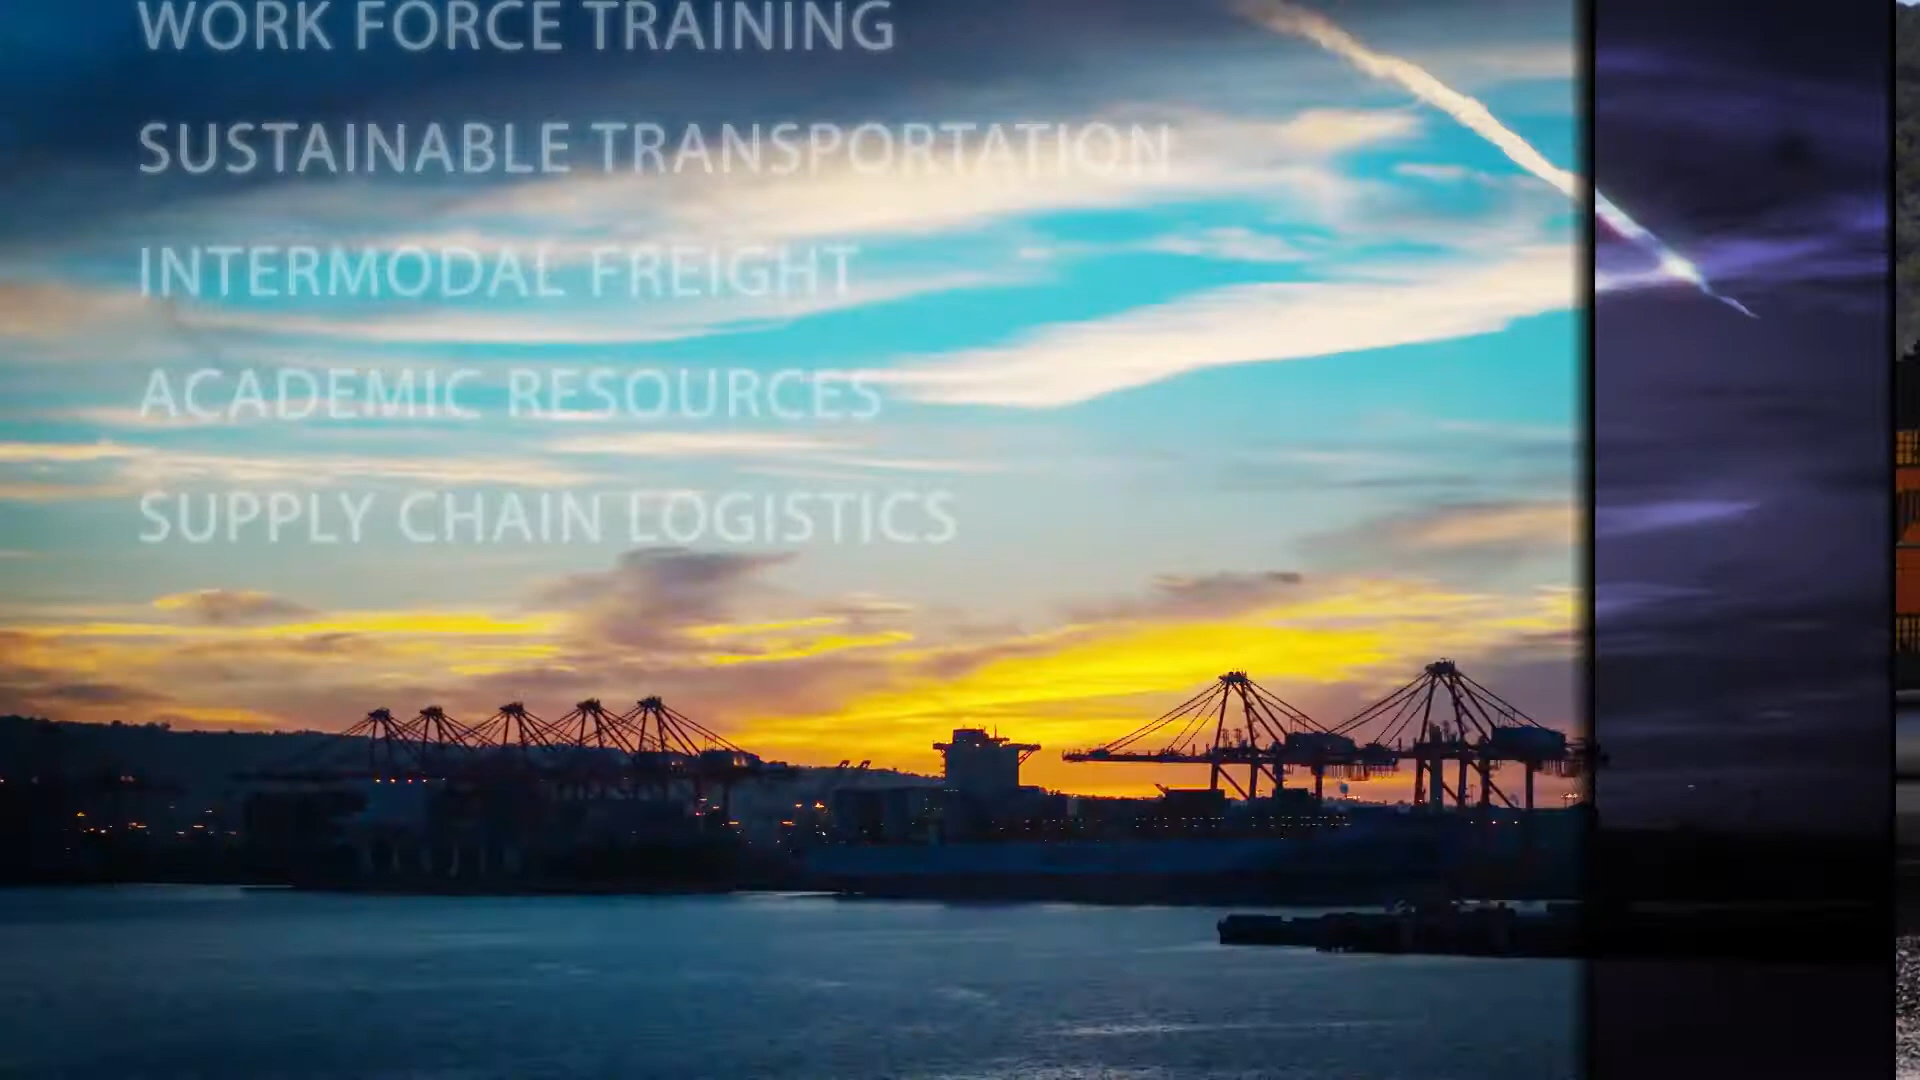 WORK FORCE TRAINING
SUSTAINABLE TRANSPORTATION
INTERMODAL FREIGHT
ACADEMIC RESOURCES
SUPPLY CHAIN LOGISTICS